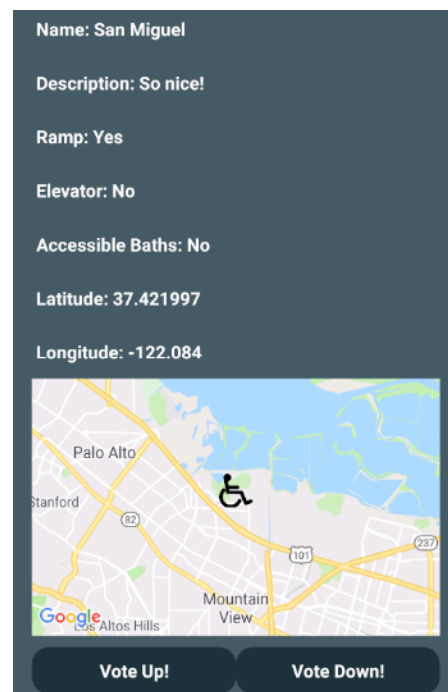 Name: San Miguel
Description: So nice!
Ramp: Yes
Elevator: No
Accessible Baths: No
Latitude: 37.421997
Longitude: -122.084
Palo Alto
Stanford
82
101
237
Mountain
View
Google
Los Altos Hills
Vote Up!
Vote Down!